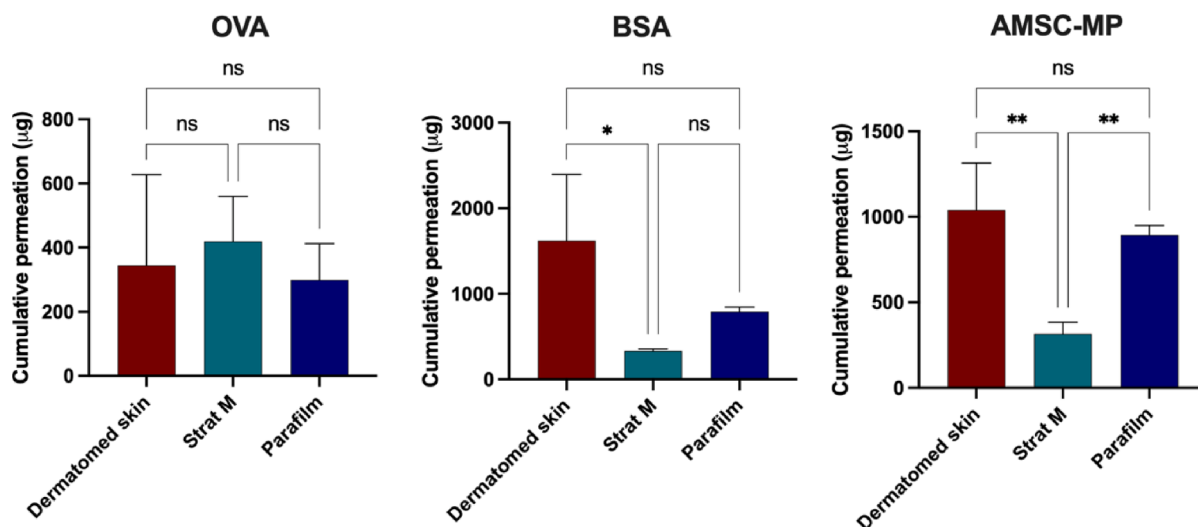 OVA
ns
ns
ns
Cumulative permeation (µg)
800
600
400
200
0
Dermatomed skin
Strat M
Parafilm
BSA
ns
*
ns
Cumulative permeation (µg)
3000
2000
1000
0
Dermatomed skin
Strat M
Parafilm
AMSC-MP
ns
**
**
Cumulative permeation (µg)
1500
1000
500
0
Dermatomed skin
Strat M
Parafilm